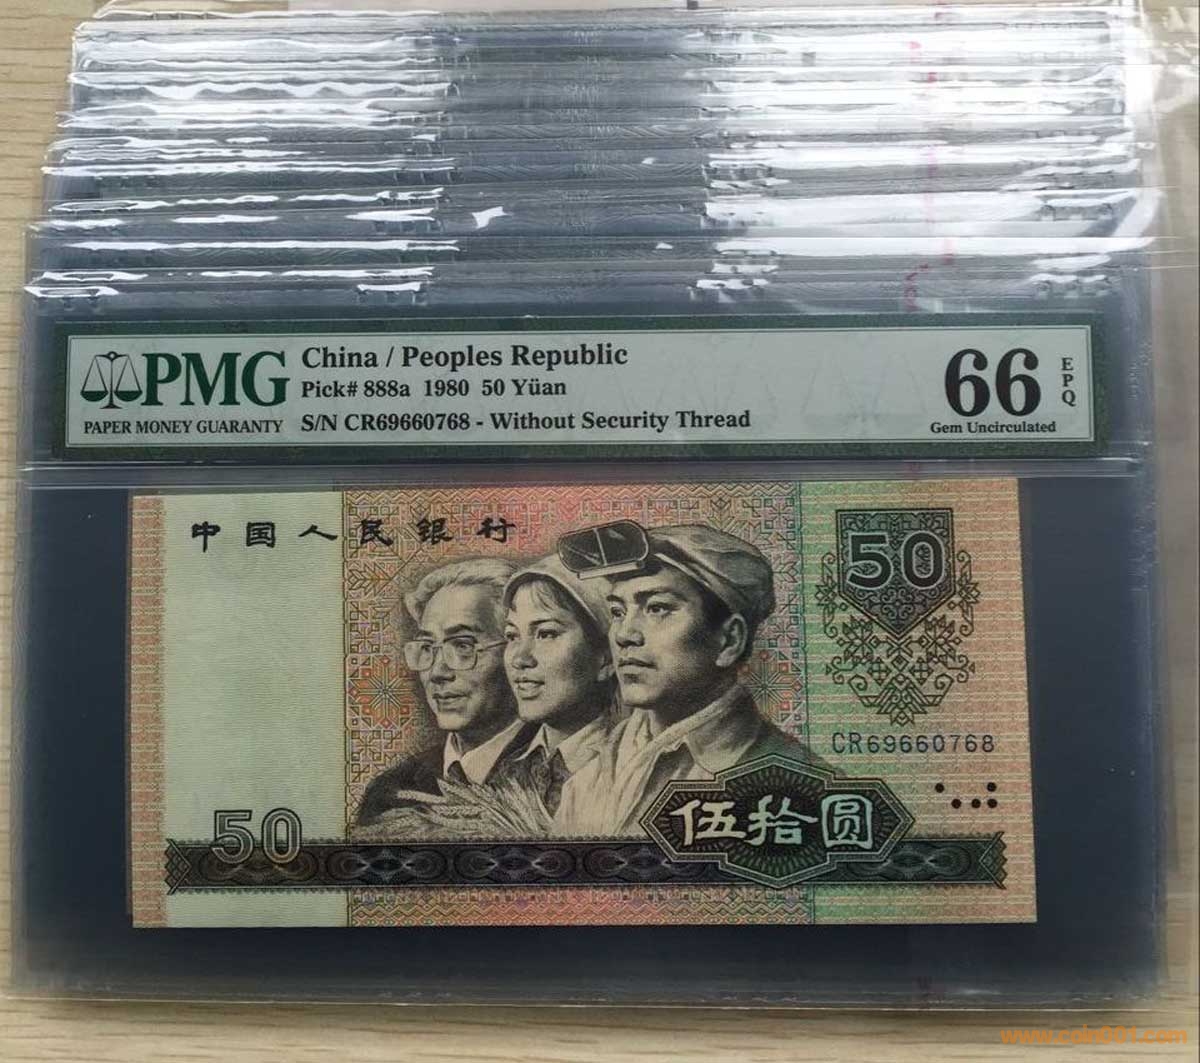 PMG
PAPER MONEY GUARANTY
China / Peoples Republic
Pick# 888a 1980 50 Yüan
S/N CR69660768 - Without Security Thread
66
EPQ
Gem Uncirculated
中国人民银行
50
CR69660768
50
伍拾圆
www.coin001.com